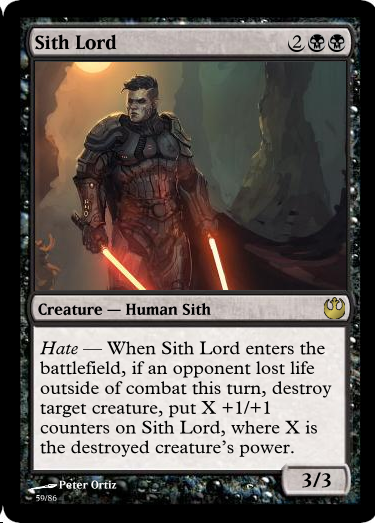 Sith Lord 2
Creature — Human Sith
Hate — When Sith Lord enters the
battlefield, if an opponent lost life
outside of combat this turn, destroy
target creature, put X +1/+1
counters on Sith Lord, where X is
the destroyed creature's power.
3/3
Peter Ortiz
59/86